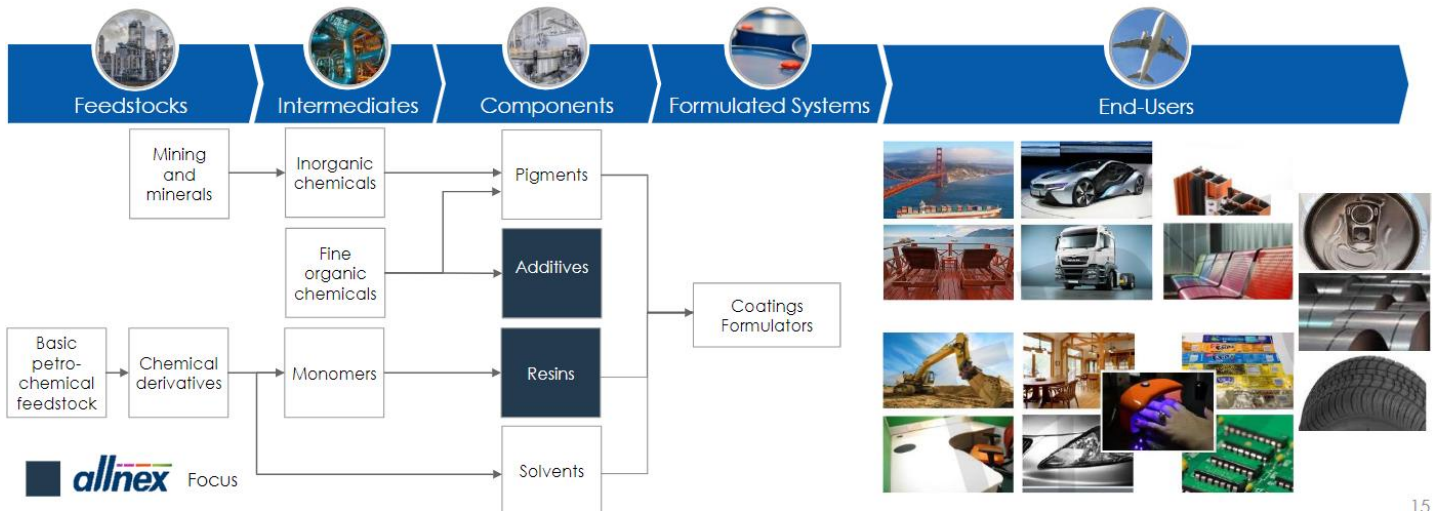 Feedstocks
Intermediates
Components
Formulated Systems
End-Users
Mining
and
minerals
Inorganic
chemicals
Pigments
Fine
organic
chemicals
Additives
Coatings
Formulators
Basic
petro-
chemical
feedstock
Chemical
derivatives
Monomers
Resins
Solvents
allnex Focus
15